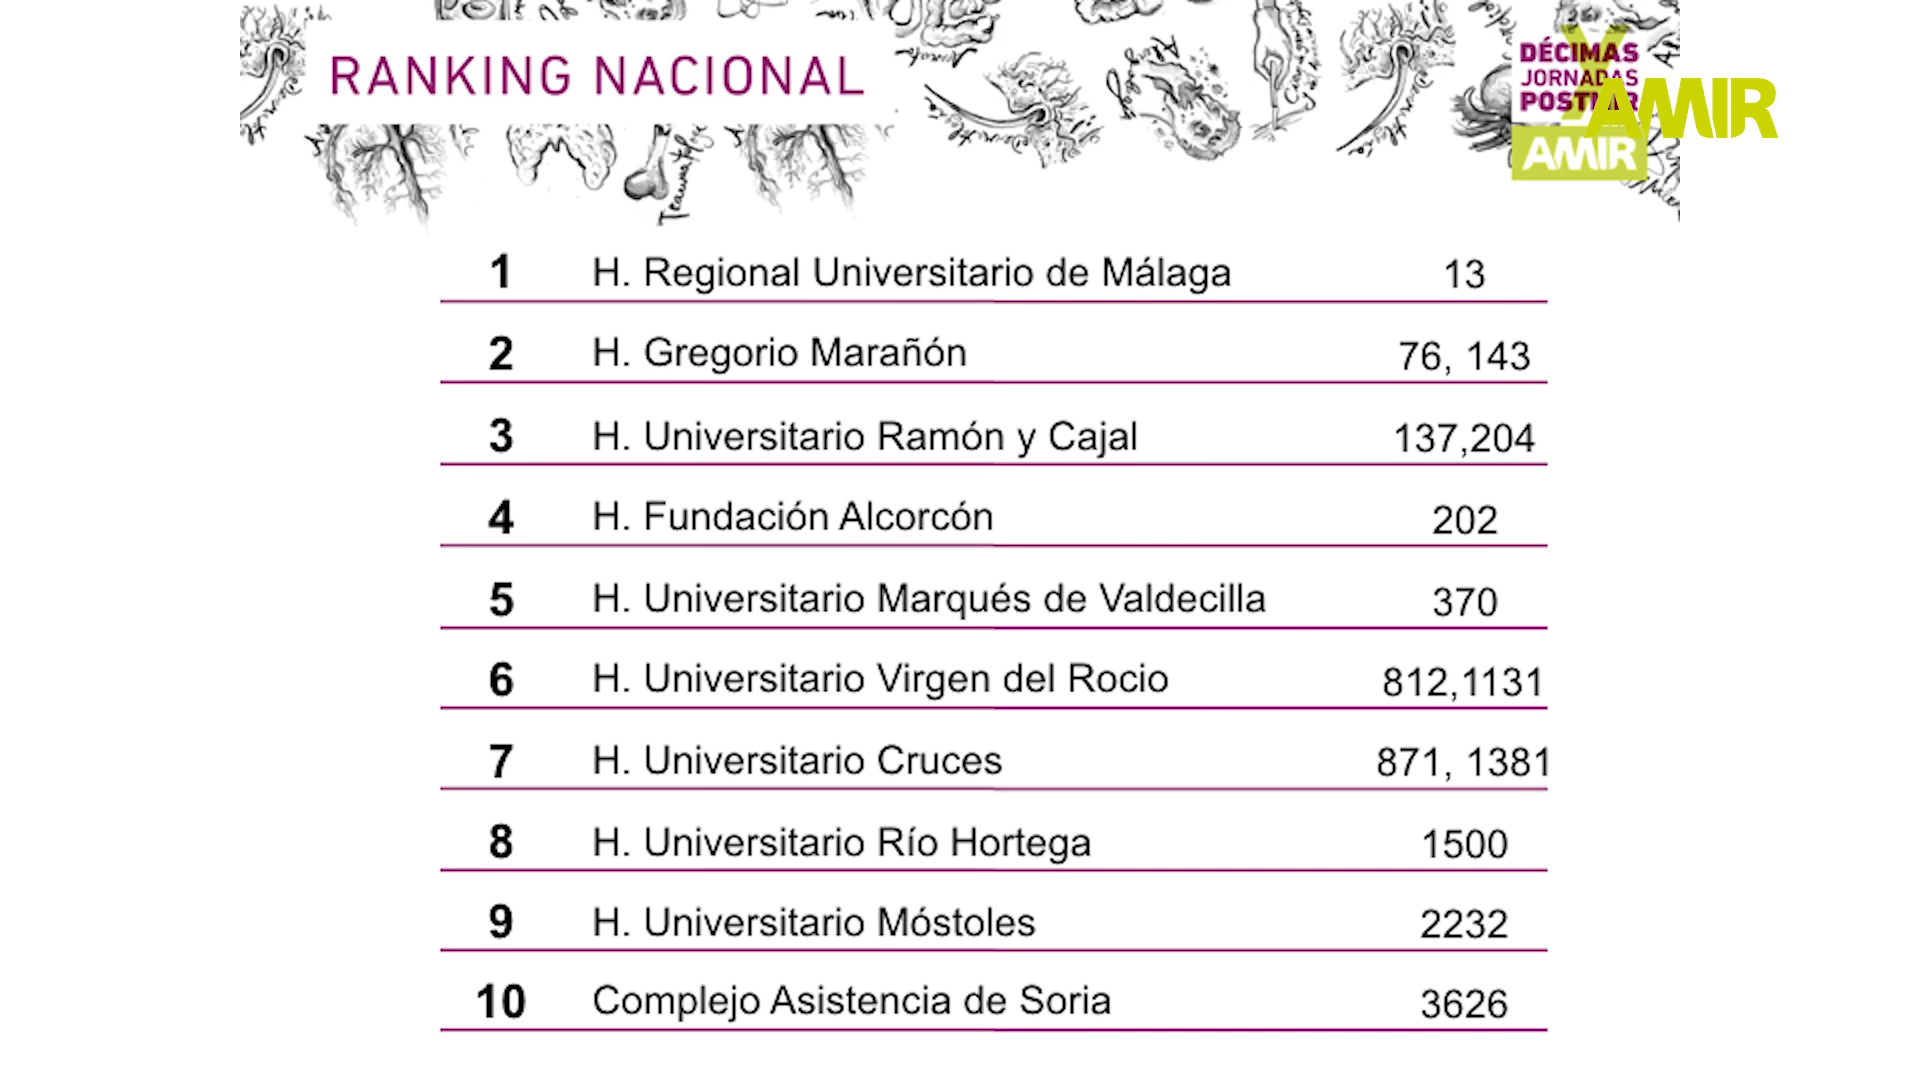 RANKING NACIONAL
DÉCIMAS
JORNADAS
AMIR
AMIR
1 H. Regional Universitario de Málaga 13
2 H. Gregorio Marañón 76, 143
3 H. Universitario Ramón y Cajal 137,204
4 H. Fundación Alcorcón 202
5 H. Universitario Marqués de Valdecilla 370
6 H. Universitario Virgen del Rocio 812,1131
7 H. Universitario Cruces 871, 1381
8 H. Universitario Río Hortega 1500
9 H. Universitario Móstoles 2232
10 Complejo Asistencia de Soria 3626